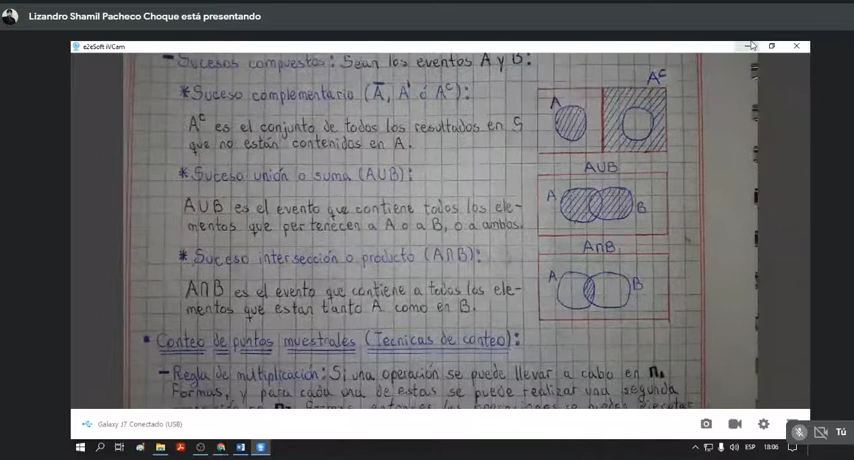 Lizandro Shamil Pacheco Choque está presentando
e2eSoft iVCam
- Sucesos compuestos: Sean los eventos A y B:
* Suceso complementario (A̅, A' ó Aᶜ):
Aᶜ es el conjunto de todos los resultados en S
que no están contenidos en A.
* Suceso unión o suma (A∪B):
A∪B es el evento que contiene todos los ele-
mentos que pertenecen a A o a B, o a ambos.
* Suceso intersección o producto (A∩B):
A∩B es el evento que contiene a todos los ele-
mentos que estan tanto A como en B.
A
Aᶜ
A∪B
A
B
A∩B
A
B
• Conteo de puntos muestrales (Tecnicas de conteo):
- Regla de multiplicación: Si una operación se puede llevar a cabo en n₁
formas, y para cada una de estas se puede realizar una segunda
Galaxy J7 Conectado (USB)
Tú
ESP
18:06